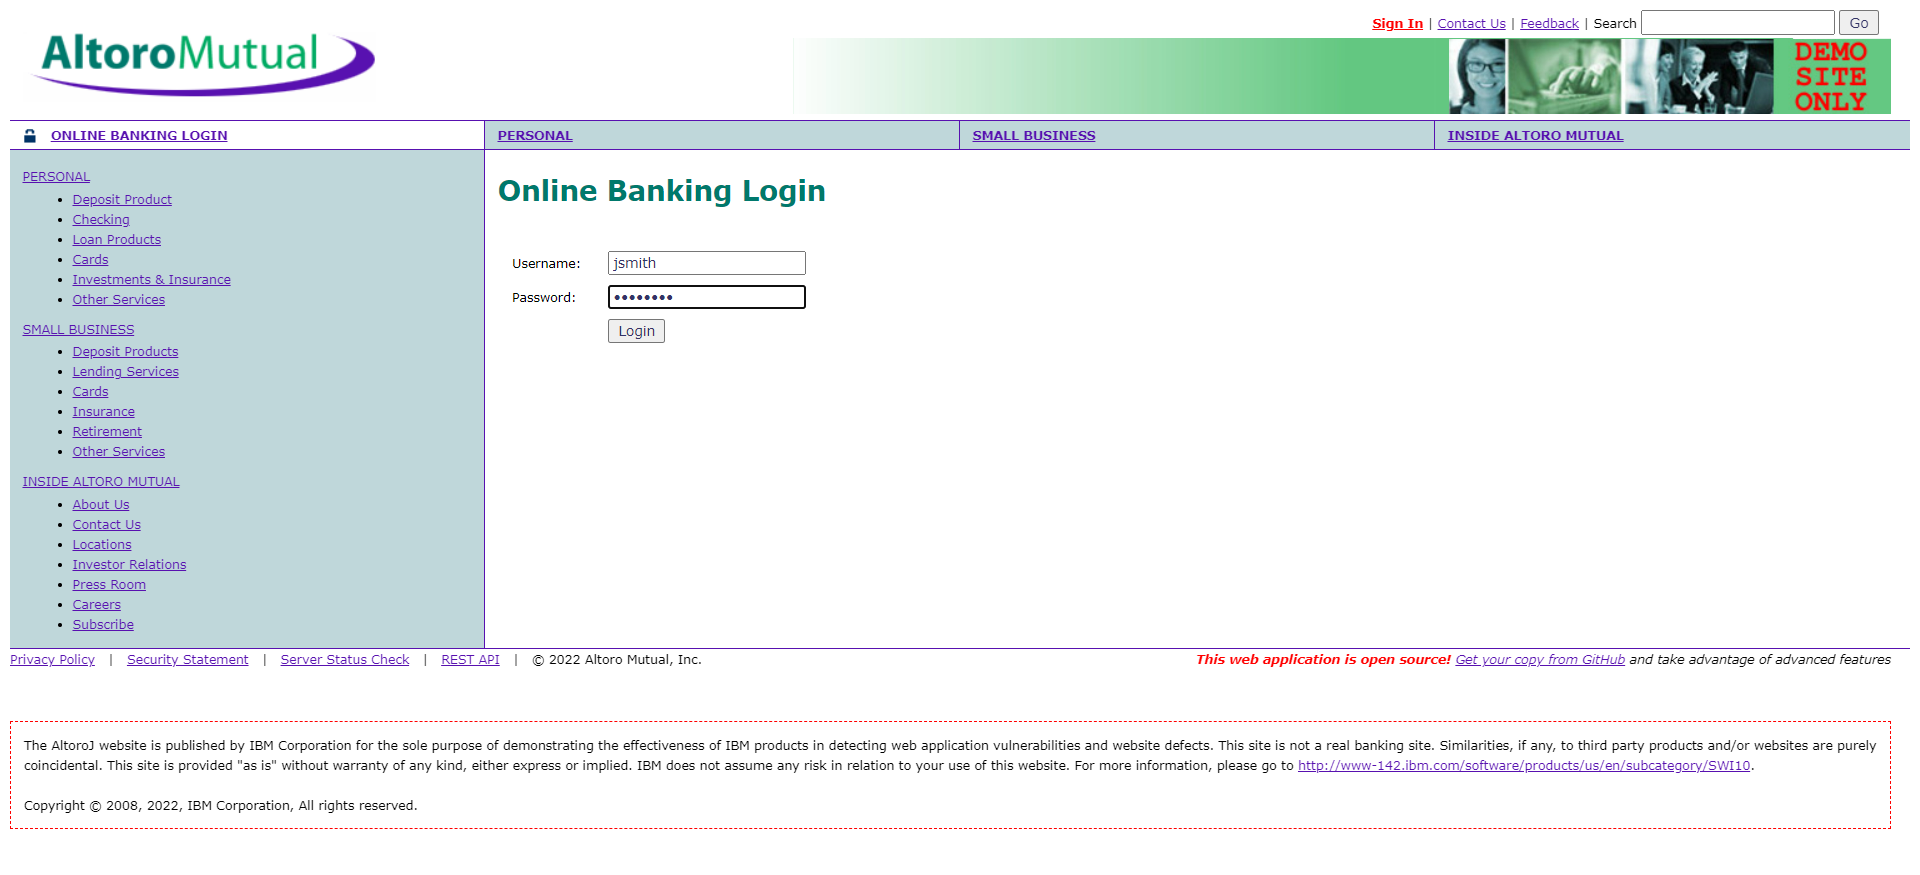 Sign In | Contact Us | Feedback | Search Go
AltoroMutual
DEMO
SITE
ONLY
ONLINE BANKING LOGIN
PERSONAL
SMALL BUSINESS
INSIDE ALTORO MUTUAL
PERSONAL
Deposit Product
Checking
Loan Products
Cards
Investments & Insurance
Other Services
SMALL BUSINESS
Deposit Products
Lending Services
Cards
Insurance
Retirement
Other Services
INSIDE ALTORO MUTUAL
About Us
Contact Us
Locations
Investor Relations
Press Room
Careers
Subscribe
Online Banking Login
Username: jsmith
Password: ••••••••
Login
Privacy Policy | Security Statement | Server Status Check | REST API | © 2022 Altoro Mutual, Inc.
This web application is open source! Get your copy from GitHub and take advantage of advanced features
The AltoroJ website is published by IBM Corporation for the sole purpose of demonstrating the effectiveness of IBM products in detecting web application vulnerabilities and website defects. This site is not a real banking site. Similarities, if any, to third party products and/or websites are purely
coincidental. This site is provided "as is" without warranty of any kind, either express or implied. IBM does not assume any risk in relation to your use of this website. For more information, please go to http://www-142.ibm.com/software/products/us/en/subcategory/SWI10.
Copyright © 2008, 2022, IBM Corporation, All rights reserved.